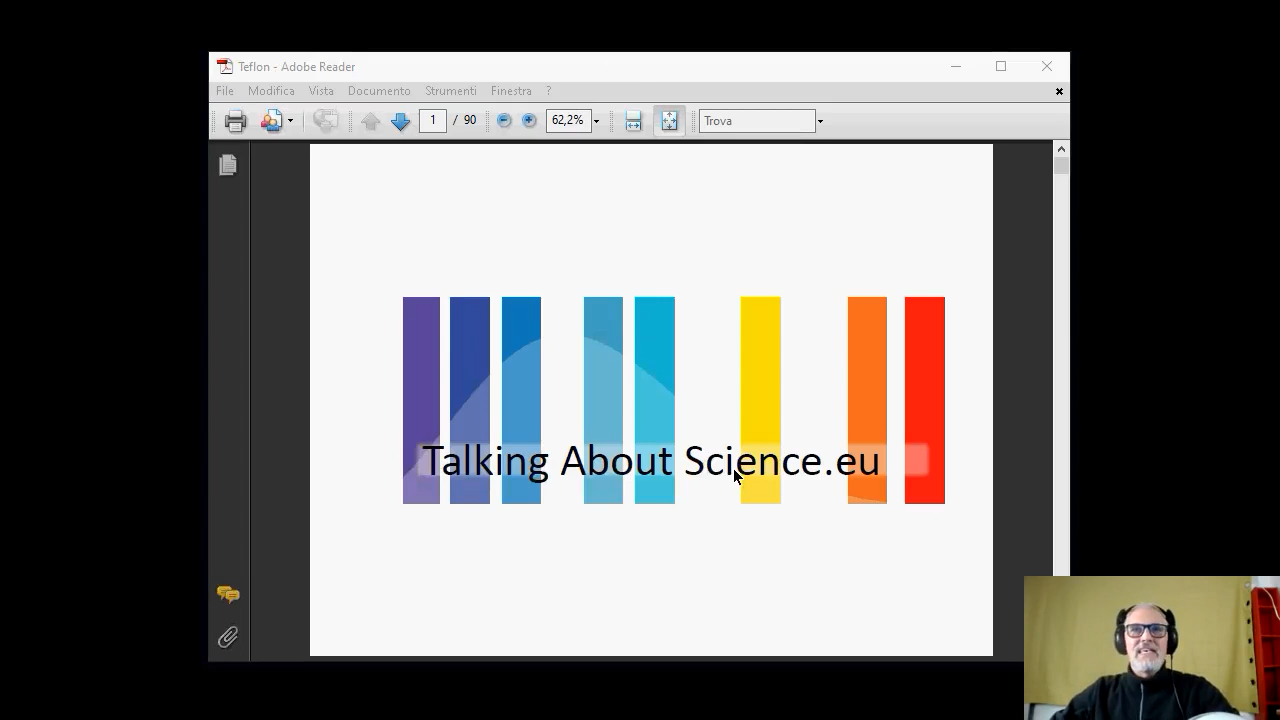 Teflon - Adobe Reader
File Modifica Vista Documento Strumenti Finestra ?
1 / 90 62,2% Trova
Talking About Science.eu